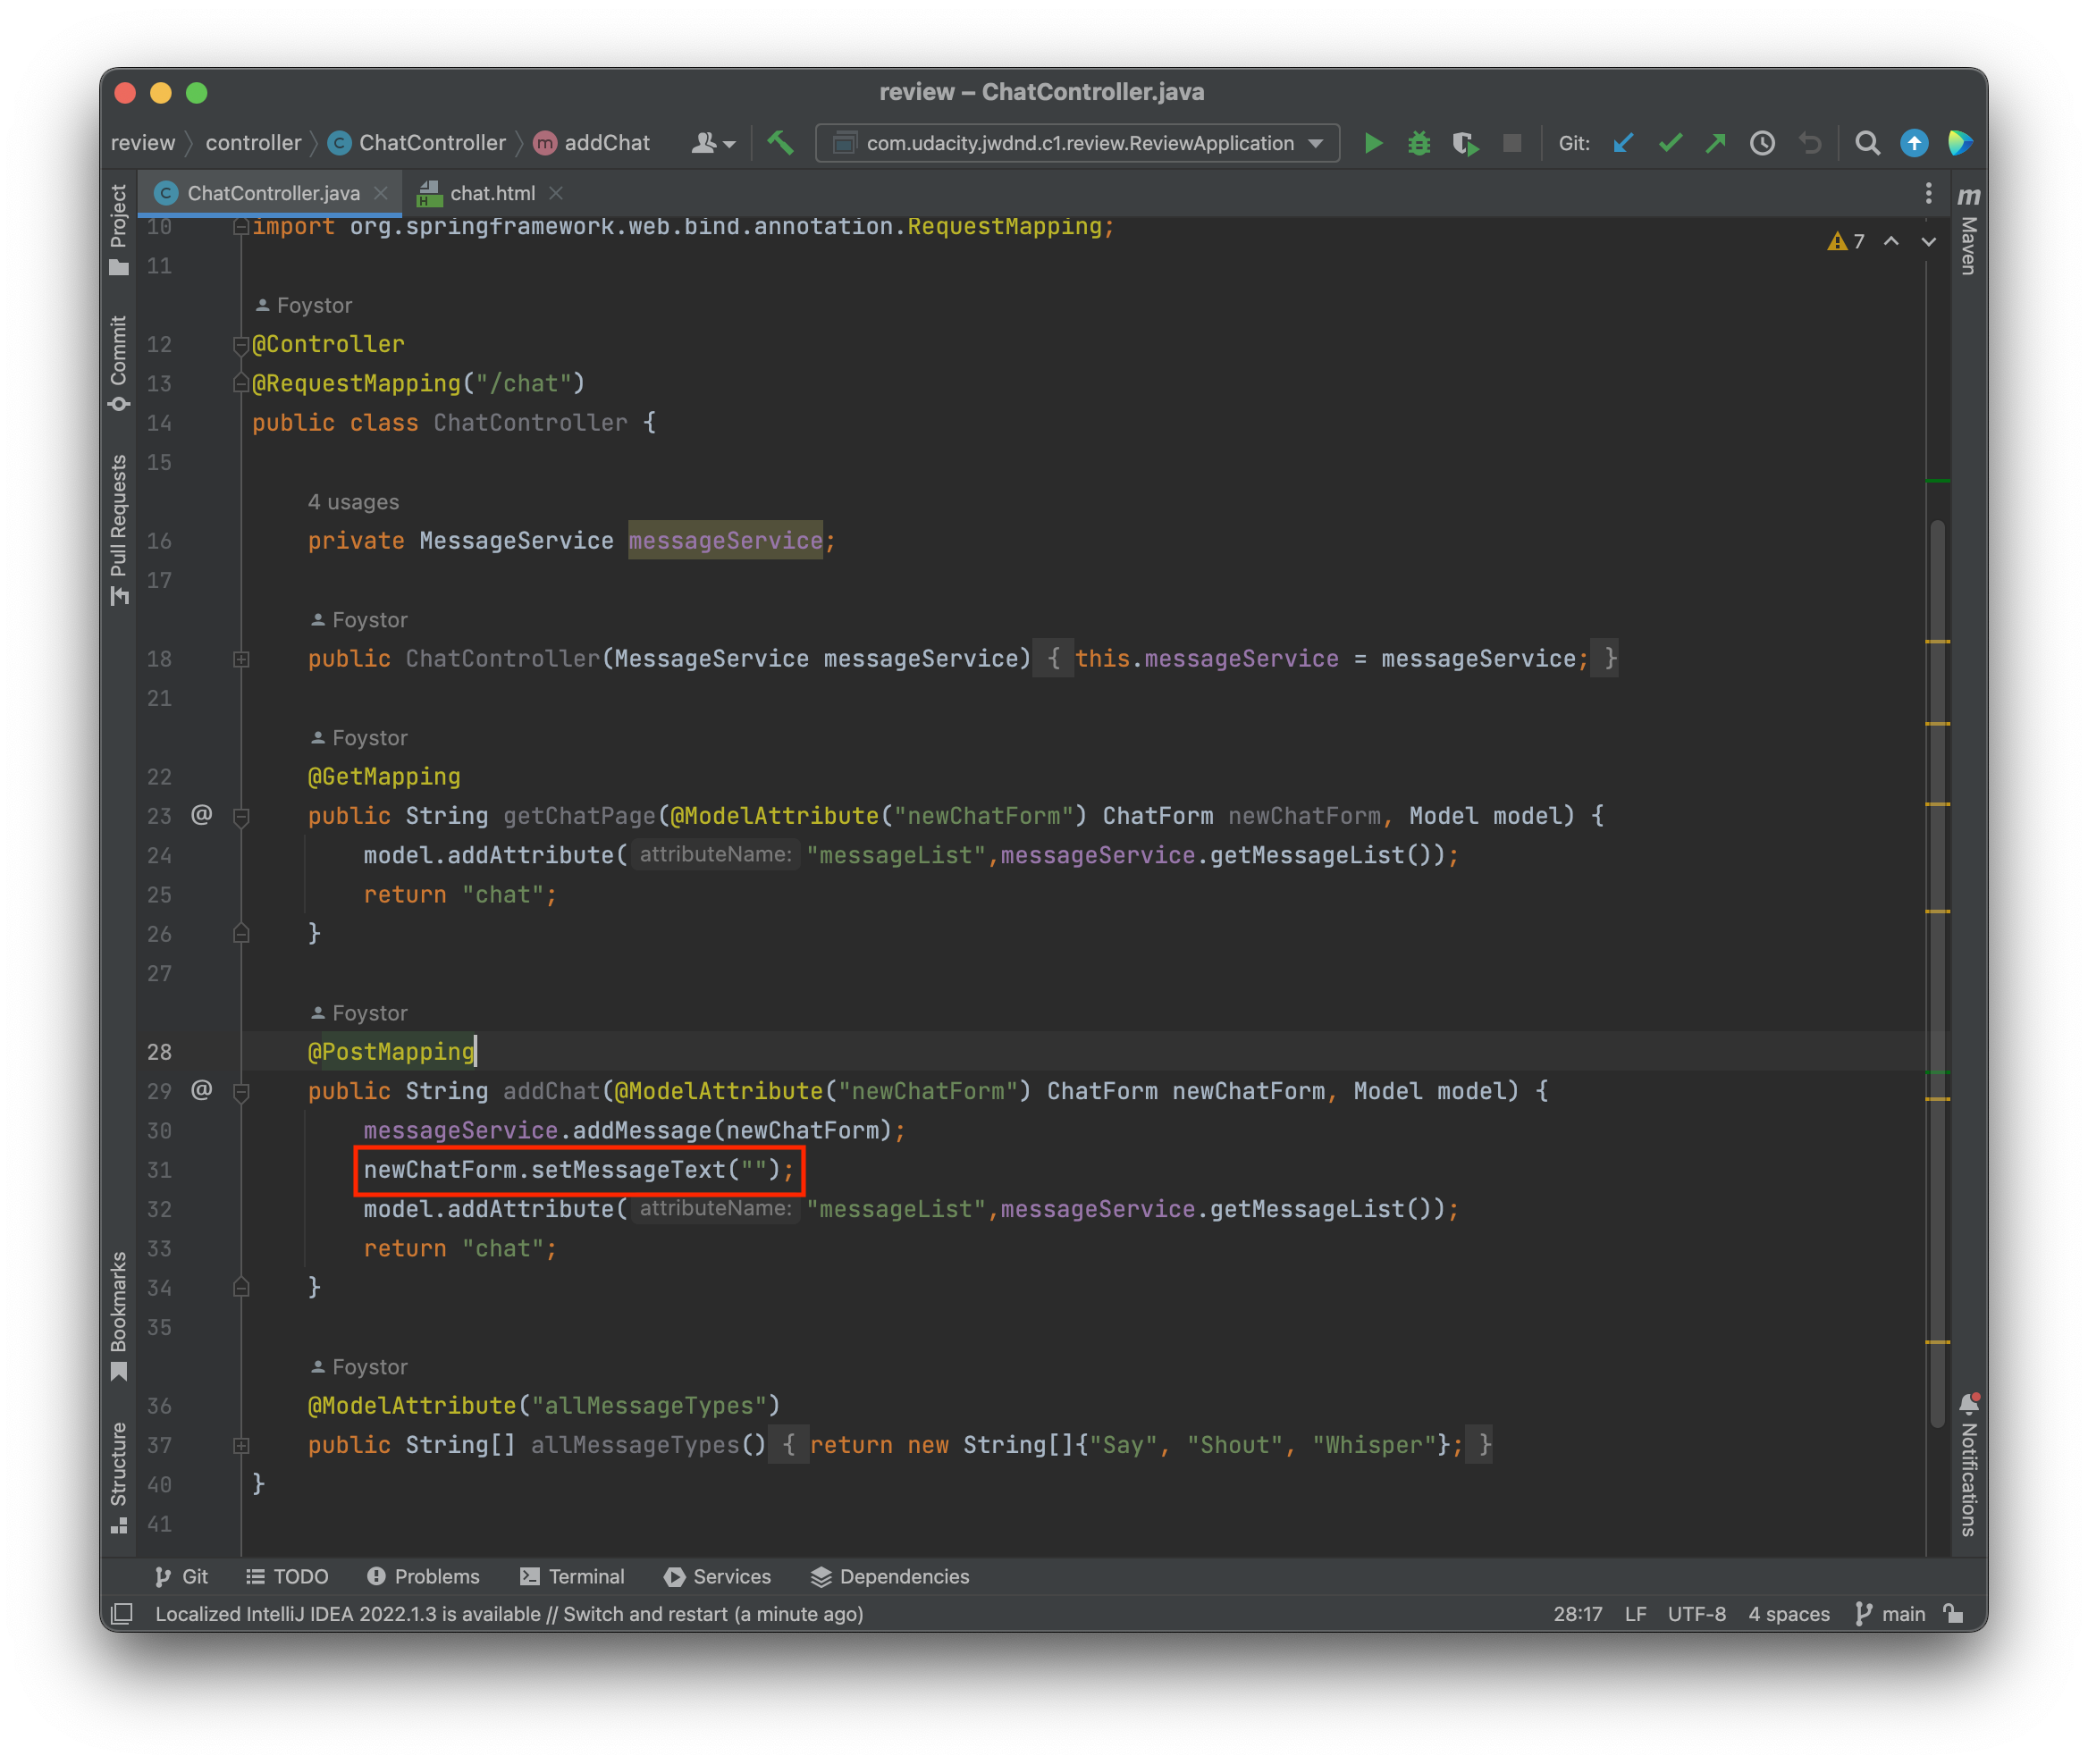 review – ChatController.java
review controller C ChatController m addChat com.udacity.jwdnd.c1.review.ReviewApplication Git:
C ChatController.java H chat.html
Project
Commit
Pull Requests
Bookmarks
Structure
m Maven
Notifications
7
10 import org.springframework.web.bind.annotation.RequestMapping;
11
Foystor
12 @Controller
13 @RequestMapping("/chat")
14 public class ChatController {
15
4 usages
16 private MessageService messageService;
17
Foystor
18 public ChatController(MessageService messageService) { this.messageService = messageService; }
21
Foystor
22 @GetMapping
23 @ public String getChatPage(@ModelAttribute("newChatForm") ChatForm newChatForm, Model model) {
24 model.addAttribute( attributeName: "messageList",messageService.getMessageList());
25 return "chat";
26 }
27
Foystor
28 @PostMapping
29 @ public String addChat(@ModelAttribute("newChatForm") ChatForm newChatForm, Model model) {
30 messageService.addMessage(newChatForm);
31 newChatForm.setMessageText("");
32 model.addAttribute( attributeName: "messageList",messageService.getMessageList());
33 return "chat";
34 }
35
Foystor
36 @ModelAttribute("allMessageTypes")
37 public String[] allMessageTypes() { return new String[]{"Say", "Shout", "Whisper"}; }
40 }
41
Git TODO Problems Terminal Services Dependencies
Localized IntelliJ IDEA 2022.1.3 is available // Switch and restart (a minute ago) 28:17 LF UTF-8 4 spaces main